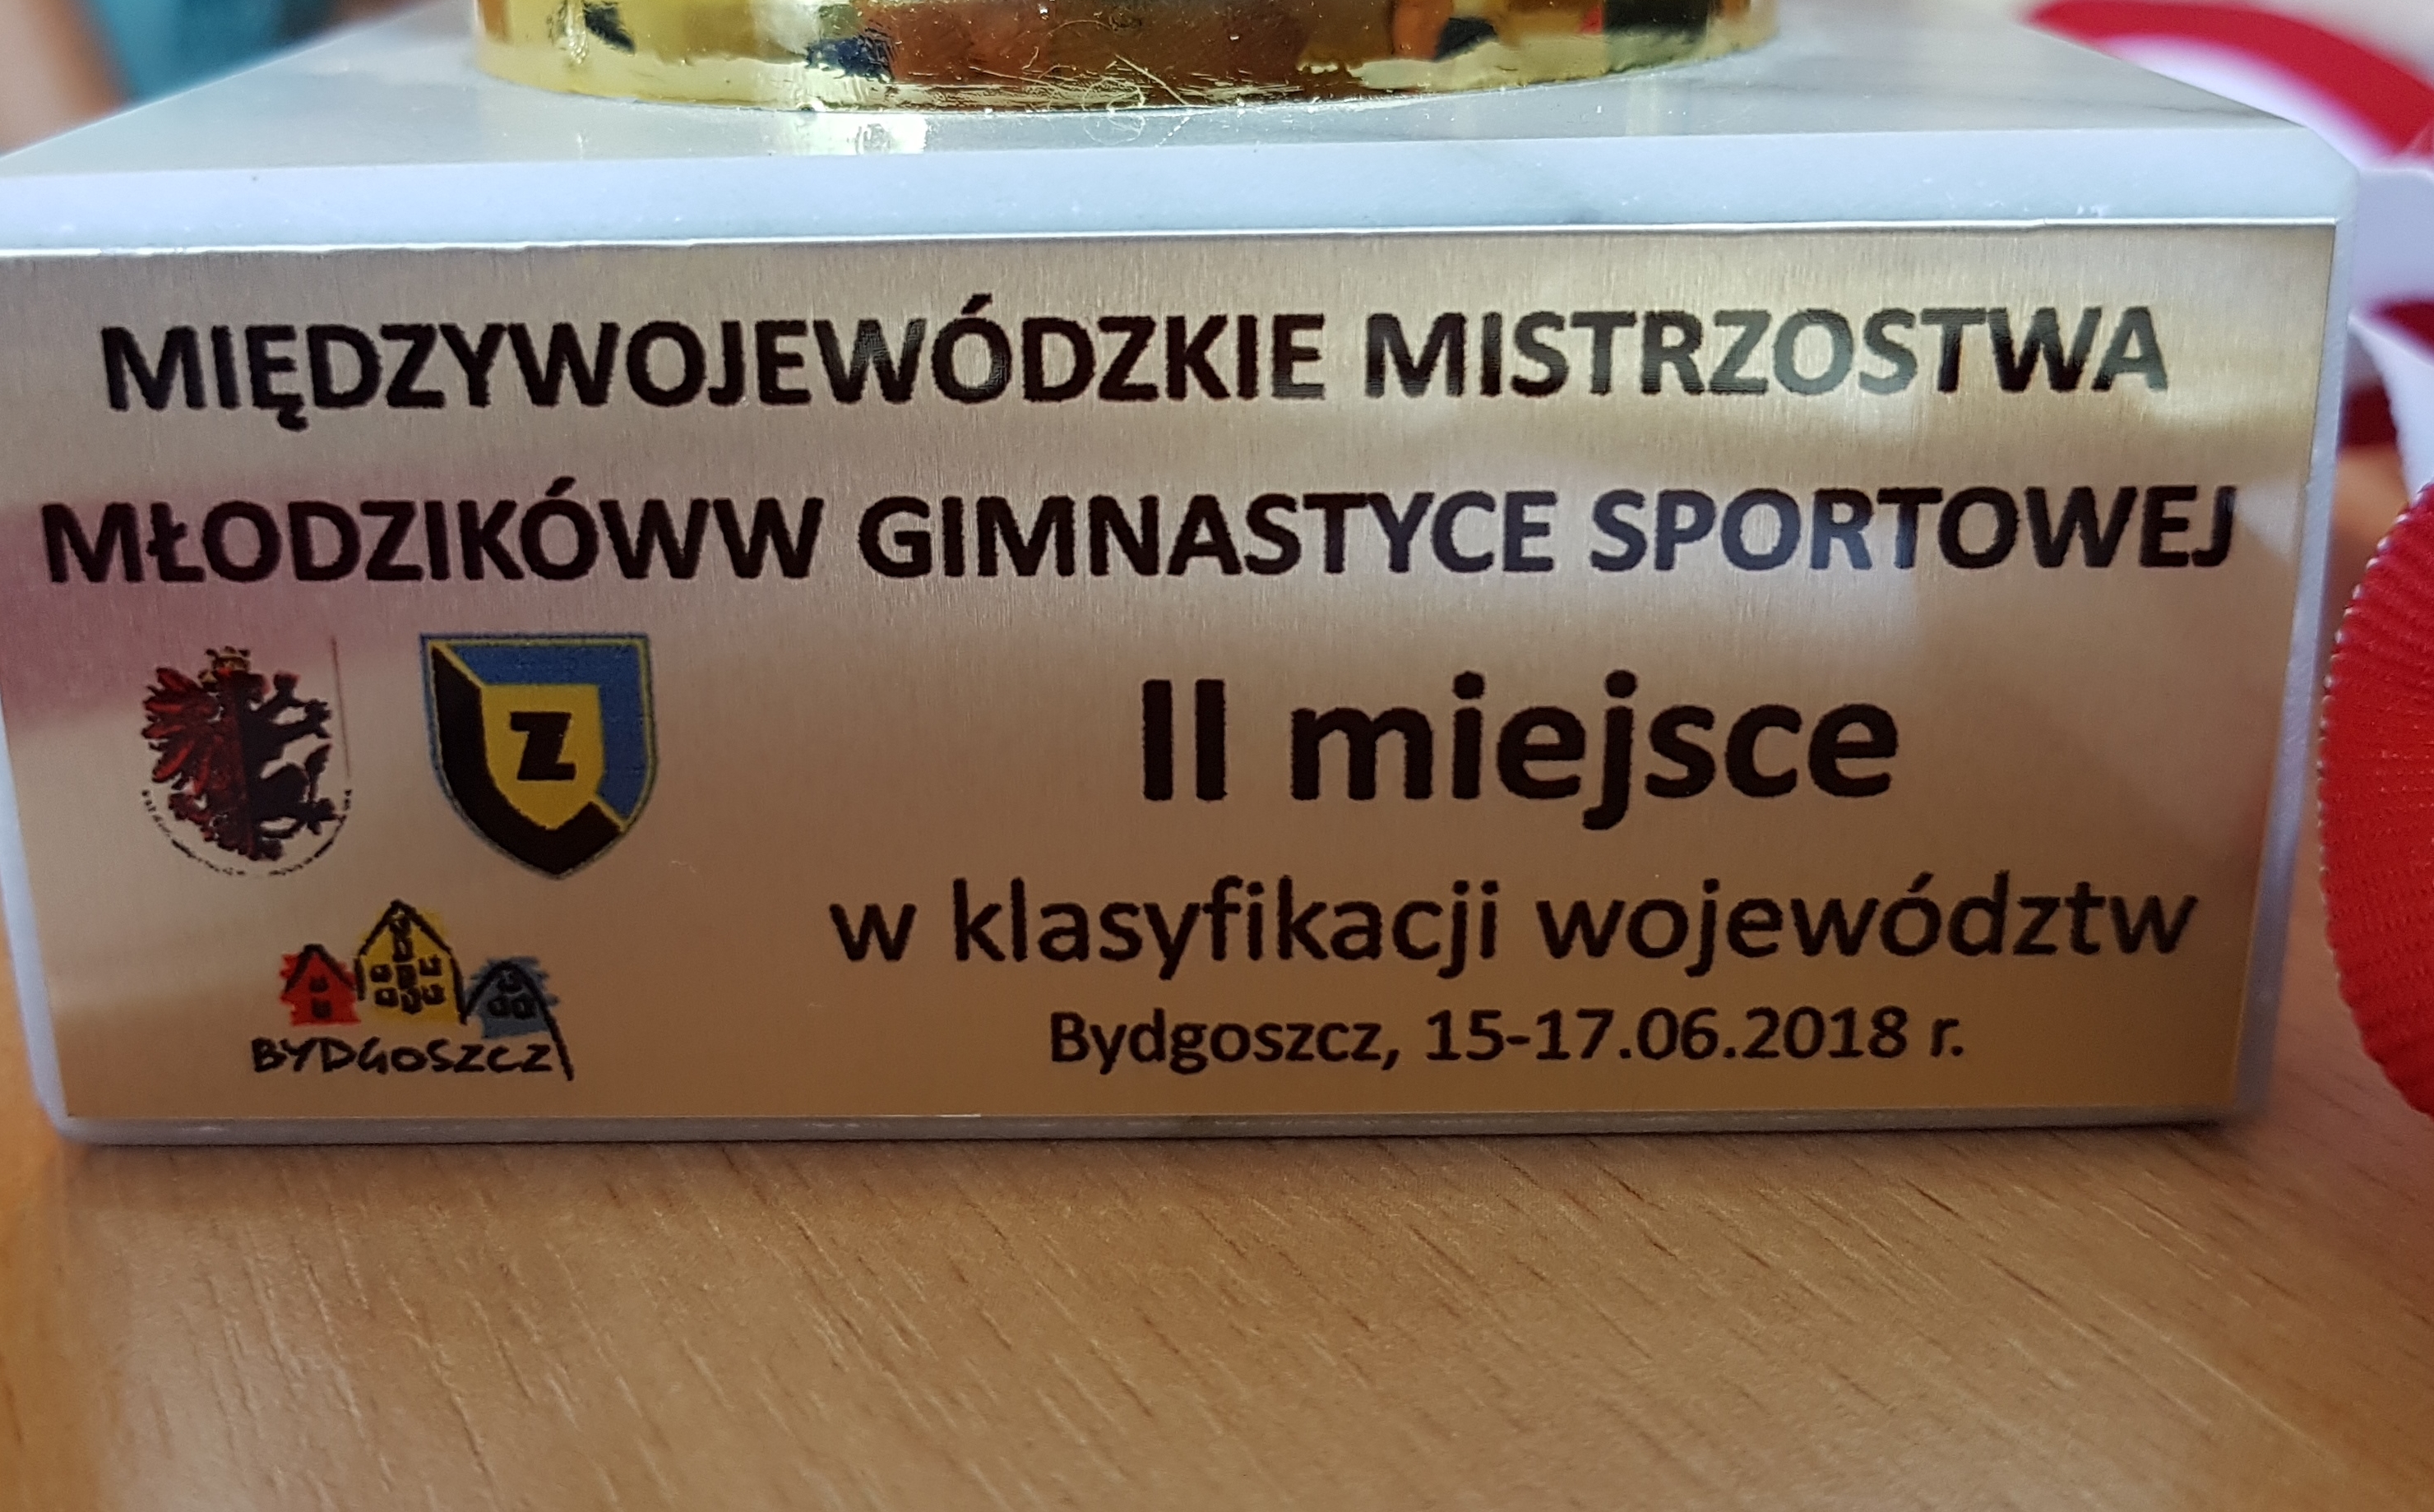 MIĘDZYWOJEWÓDZKIE MISTRZOSTWA
MŁODZIKÓWW GIMNASTYCE SPORTOWEJ
Z
II miejsce
w klasyfikacji województw
BYDGOSZCZ
Bydgoszcz, 15-17.06.2018 r.